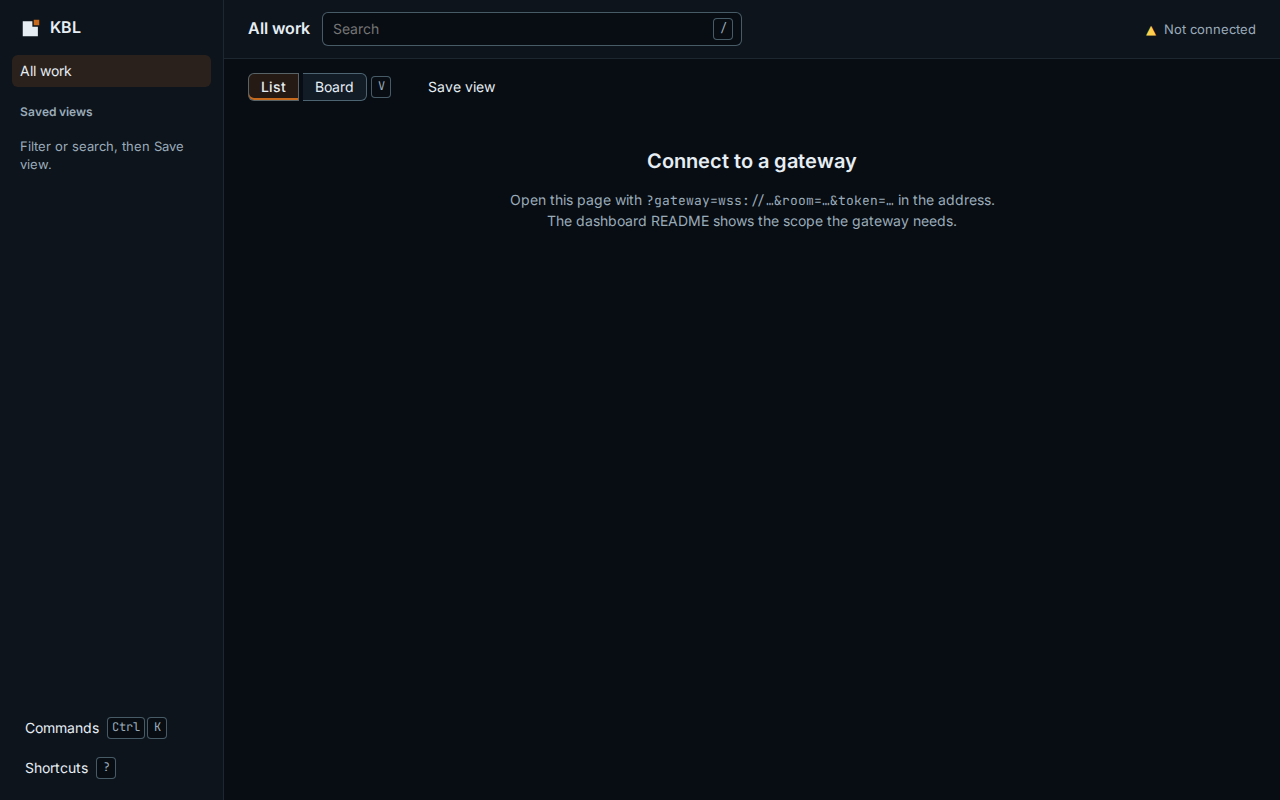 KBL
All work
Search
/
Not connected
All work
List
Board
V
Save view
Saved views
Filter or search, then Save
view.
Connect to a gateway
Open this page with ?gateway=wss://…&room=…&token=… in the address.
The dashboard README shows the scope the gateway needs.
Commands Ctrl K
Shortcuts ?